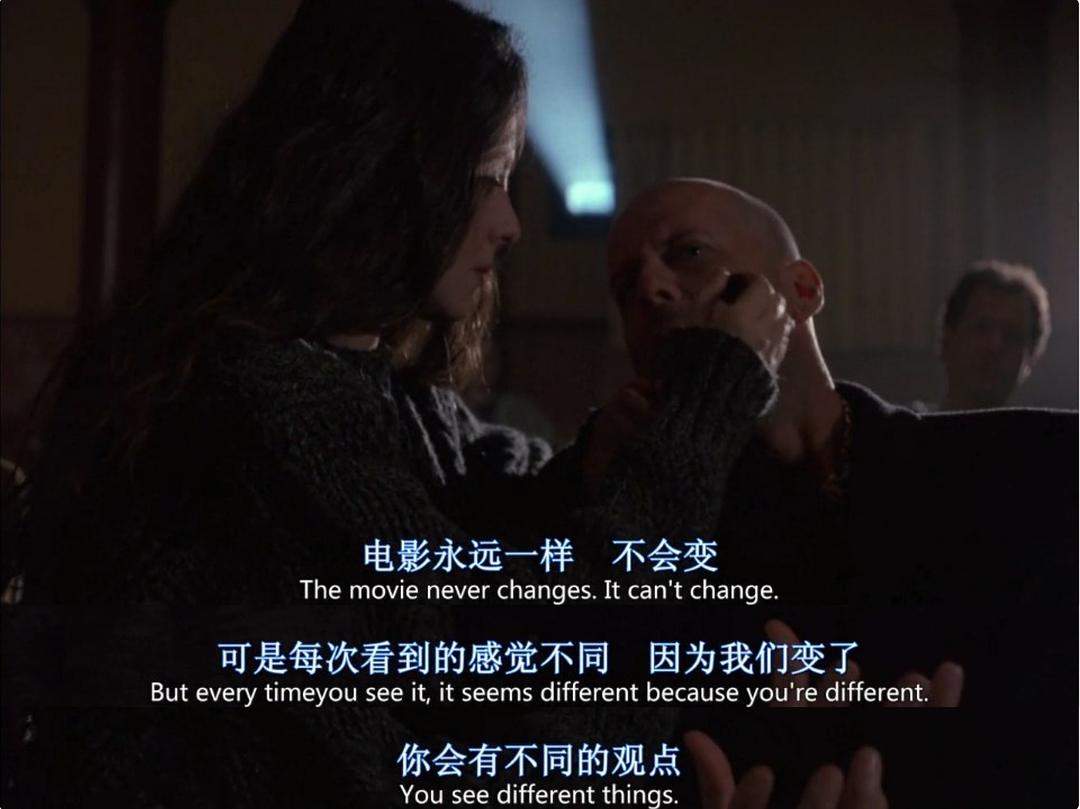 电影永远一样 不会变
The movie never changes. It can't change.
可是每次看到的感觉不同 因为我们变了
But every timeyou see it, it seems different because you're different.
你会有不同的观点
You see different things.